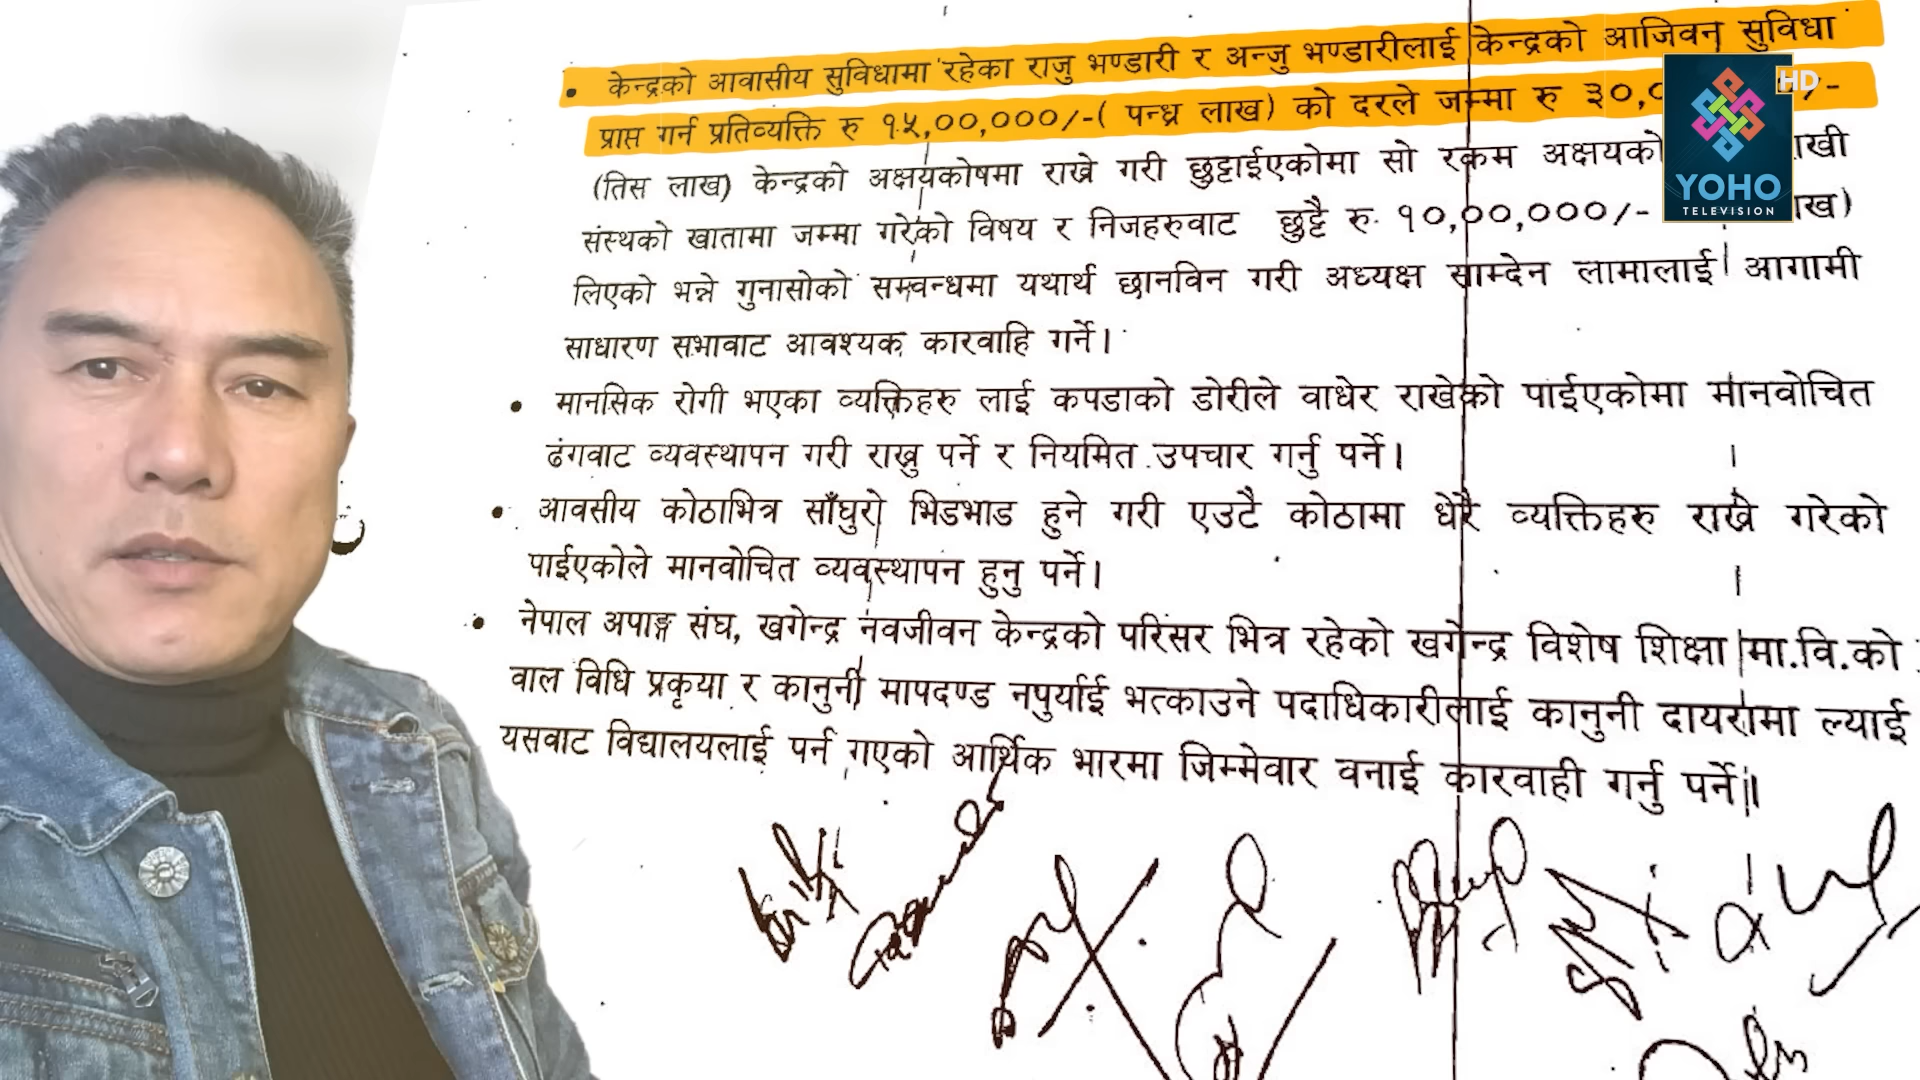 • केन्द्रको आवासीय सुविधामा रहेका राजु भण्डारी र अन्जु भण्डारीलाई केन्द्रको आजिवन सुविधा
प्राप्त गर्न प्रतिव्यक्ति रु १५,००,०००/-( पन्ध्र लाख) को दरले जम्मा रु ३०,०
(तिस लाख) केन्द्रको अक्षयकोषमा राख्ने गरी छुट्टाईएकोमा सो रकम अक्षयको
संस्थको खातामा जम्मा गरेको विषय र निजहरुवाट छुट्टै रु. १०,००,०००/-
लिएको भन्ने गुनासोको सम्वन्धमा यथार्थ छानविन गरी अध्यक्ष साम्देन लामालाई आगामी
साधारण सभावाट आवश्यक कारवाहि गर्ने।
• मानसिक रोगी भएका व्यक्तिहरु लाई कपडाको डोरीले वाधेर राखेको पाईएकोमा मानवोचित
ढंगवाट व्यवस्थापन गरी राख्नु पर्ने र नियमित उपचार गर्नु पर्ने।
• आवसीय कोठाभित्र साँघुरो भिडभाड हुने गरी एउटै कोठामा धेरै व्यक्तिहरु राख्ने गरेको
पाईएकोले मानवोचित व्यवस्थापन हुनु पर्ने।
• नेपाल अपाङ्ग संघ, खगेन्द्र नवजीवन केन्द्रको परिसर भित्र रहेको खगेन्द्र विशेष शिक्षा मा.वि.को
वाल विधि प्रकृया र कानुनी मापदण्ड नपुर्याई भत्काउने पदाधिकारीलाई कानुनी दायरामा ल्याई
यसवाट विद्यालयलाई पर्न गएको आर्थिक भारमा जिम्मेवार वनाई कारवाही गर्नु पर्ने।
HD
YOHO
TELEVISION